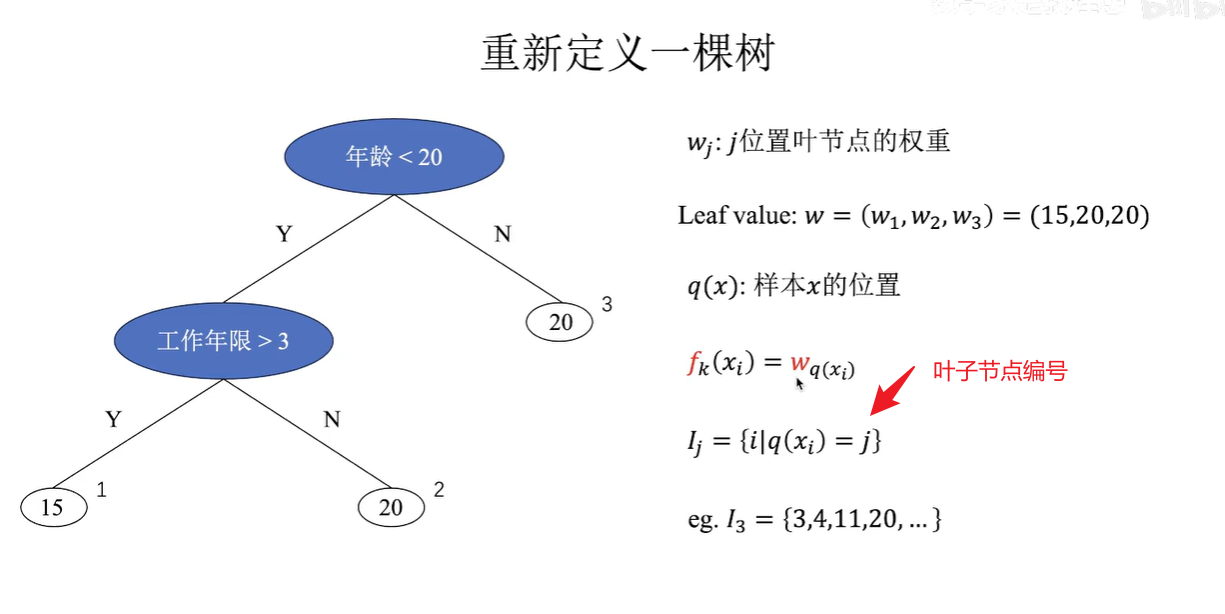 重新定义一棵树
年龄 < 20
Y
N
工作年限 > 3
20
3
Y
N
15
1
20
2
w_j: j位置叶节点的权重
Leaf value: w = (w_1, w_2, w_3) = (15,20,20)
q(x): 样本x的位置
f_k(x_i) = w_{q(x_i)}
叶子节点编号
I_j = {i|q(x_i) = j}
eg. I_3 = {3,4,11,20, … }